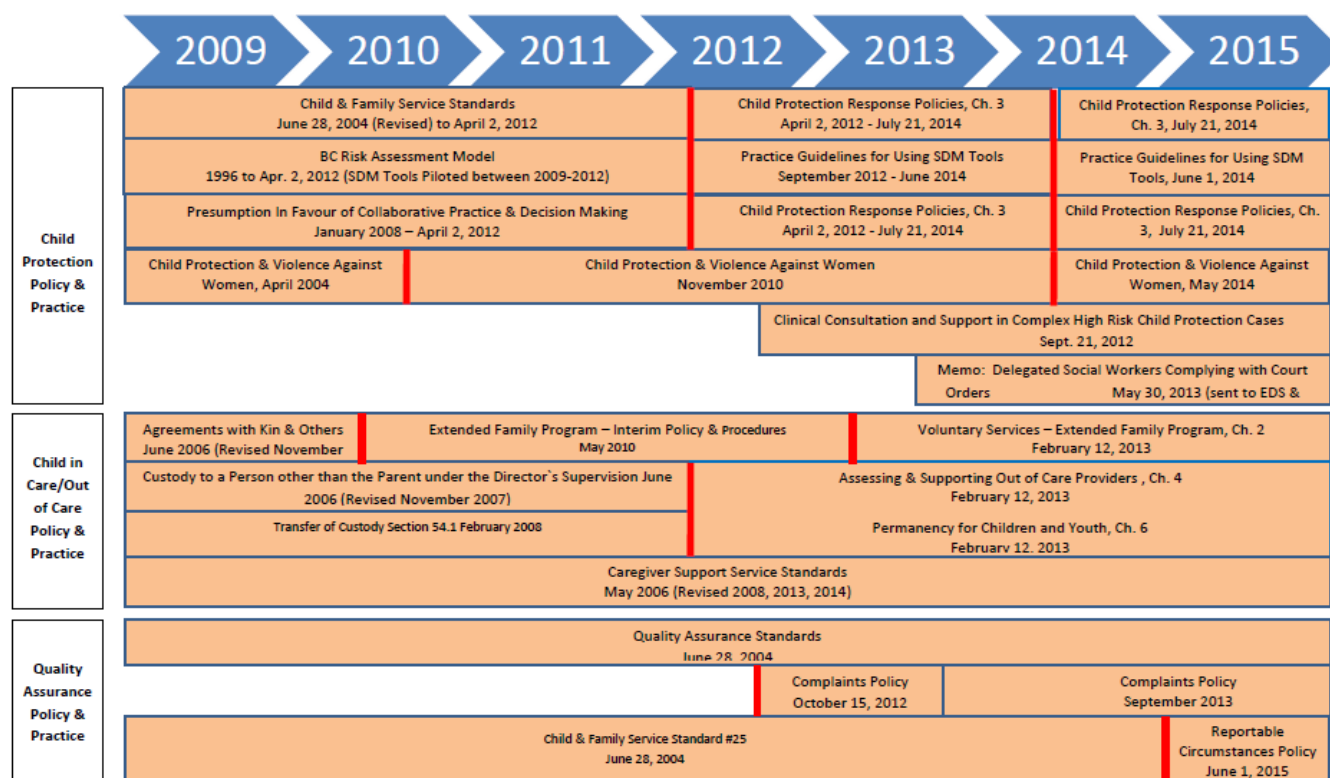 2009 2010 2011 2012 2013 2014 2015
Child
Protection
Policy &
Practice
Child & Family Service Standards
June 28, 2004 (Revised) to April 2, 2012
Child Protection Response Policies, Ch. 3
April 2, 2012 - July 21, 2014
Child Protection Response Policies,
Ch. 3, July 21, 2014
BC Risk Assessment Model
1996 to Apr. 2, 2012 (SDM Tools Piloted between 2009-2012)
Practice Guidelines for Using SDM Tools
September 2012 - June 2014
Practice Guidelines for Using SDM
Tools, June 1, 2014
Presumption In Favour of Collaborative Practice & Decision Making
January 2008 – April 2, 2012
Child Protection Response Policies, Ch. 3
April 2, 2012 - July 21, 2014
Child Protection Response Policies, Ch.
3, July 21, 2014
Child Protection & Violence Against
Women, April 2004
Child Protection & Violence Against Women
November 2010
Child Protection & Violence Against
Women, May 2014
Clinical Consultation and Support in Complex High Risk Child Protection Cases
Sept. 21, 2012
Memo: Delegated Social Workers Complying with Court
Orders May 30, 2013 (sent to EDS &
Child in
Care/Out
of Care
Policy &
Practice
Agreements with Kin & Others
June 2006 (Revised November
Extended Family Program – Interim Policy & Procedures
May 2010
Voluntary Services – Extended Family Program, Ch. 2
February 12, 2013
Custody to a Person other than the Parent under the Director`s Supervision June
2006 (Revised November 2007)
Assessing & Supporting Out of Care Providers , Ch. 4
February 12, 2013
Transfer of Custody Section 54.1 February 2008
Permanency for Children and Youth, Ch. 6
February 12, 2013
Caregiver Support Service Standards
May 2006 (Revised 2008, 2013, 2014)
Quality
Assurance
Policy &
Practice
Quality Assurance Standards
June 28, 2004
Complaints Policy
October 15, 2012
Complaints Policy
September 2013
Child & Family Service Standard #25
June 28, 2004
Reportable
Circumstances Policy
June 1, 2015